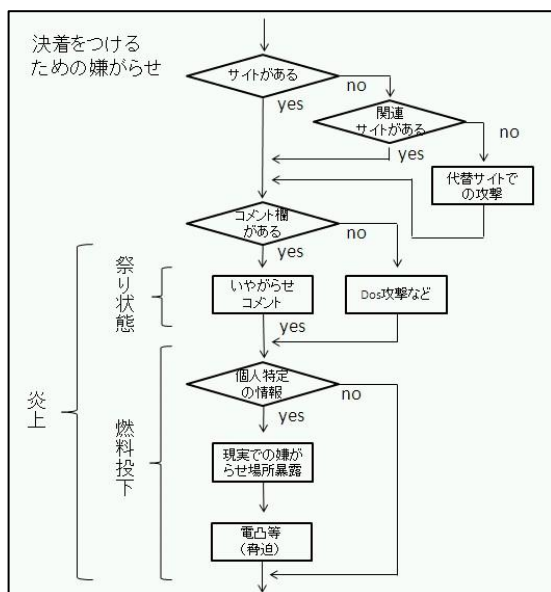 決着をつける
ための嫌がらせ
サイトがある
no
yes
関連
サイトがある
no
yes
代替サイトで
の攻撃
コメント欄
がある
no
yes
祭り状態
いやがらせ
コメント
Dos攻撃など
yes
個人特定
の情報
no
yes
炎上
燃料投下
現実での嫌が
らせ場所暴露
電凸等
(脅迫)